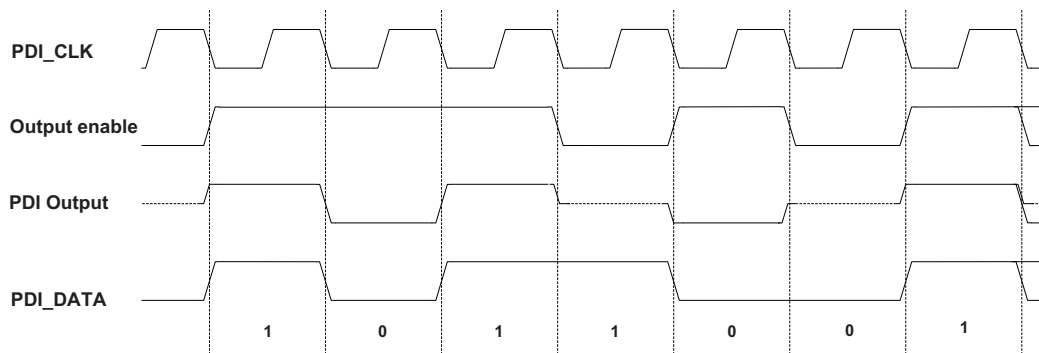 PDI_CLK
Output enable
PDI Output
PDI_DATA
1 0 1 1 0 0 1